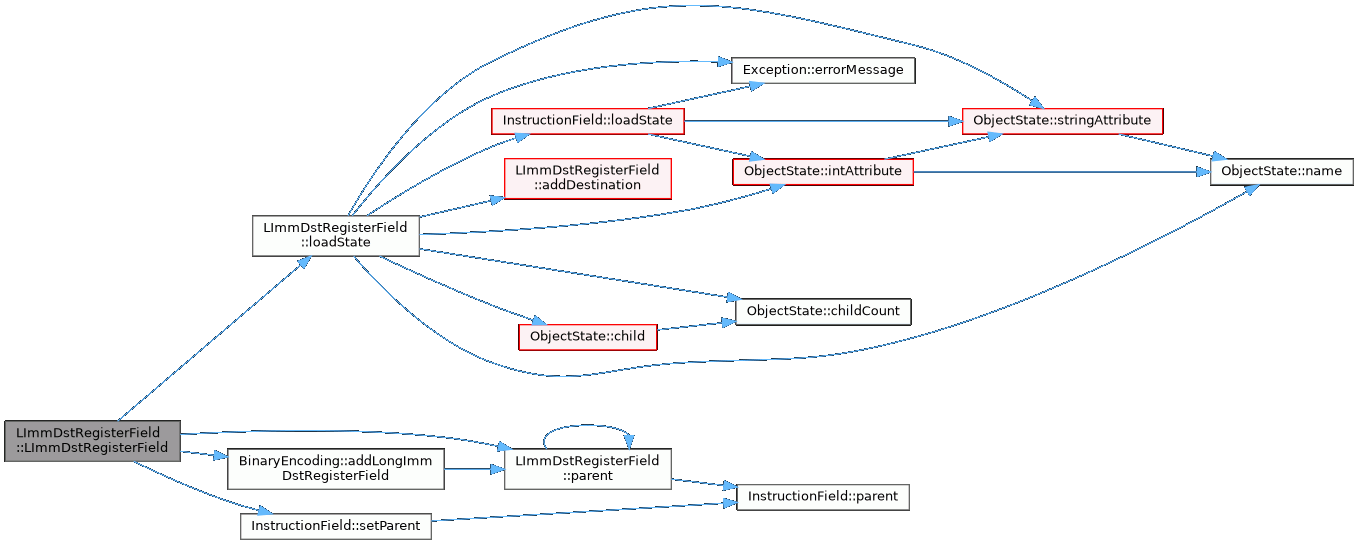 Exception::errorMessage
InstructionField::loadState
ObjectState::stringAttribute
LImmDstRegisterField
::addDestination
ObjectState::intAttribute
ObjectState::name
LImmDstRegisterField
::loadState
ObjectState::childCount
ObjectState::child
LImmDstRegisterField
::LImmDstRegisterField
BinaryEncoding::addLongImm
DstRegisterField
LImmDstRegisterField
::parent
InstructionField::parent
InstructionField::setParent